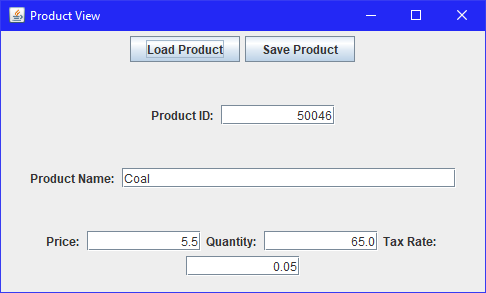 Product View
Load Product Save Product
Product ID: 50046
Product Name: Coal
Price: 5.5 Quantity: 65.0 Tax Rate:
0.05